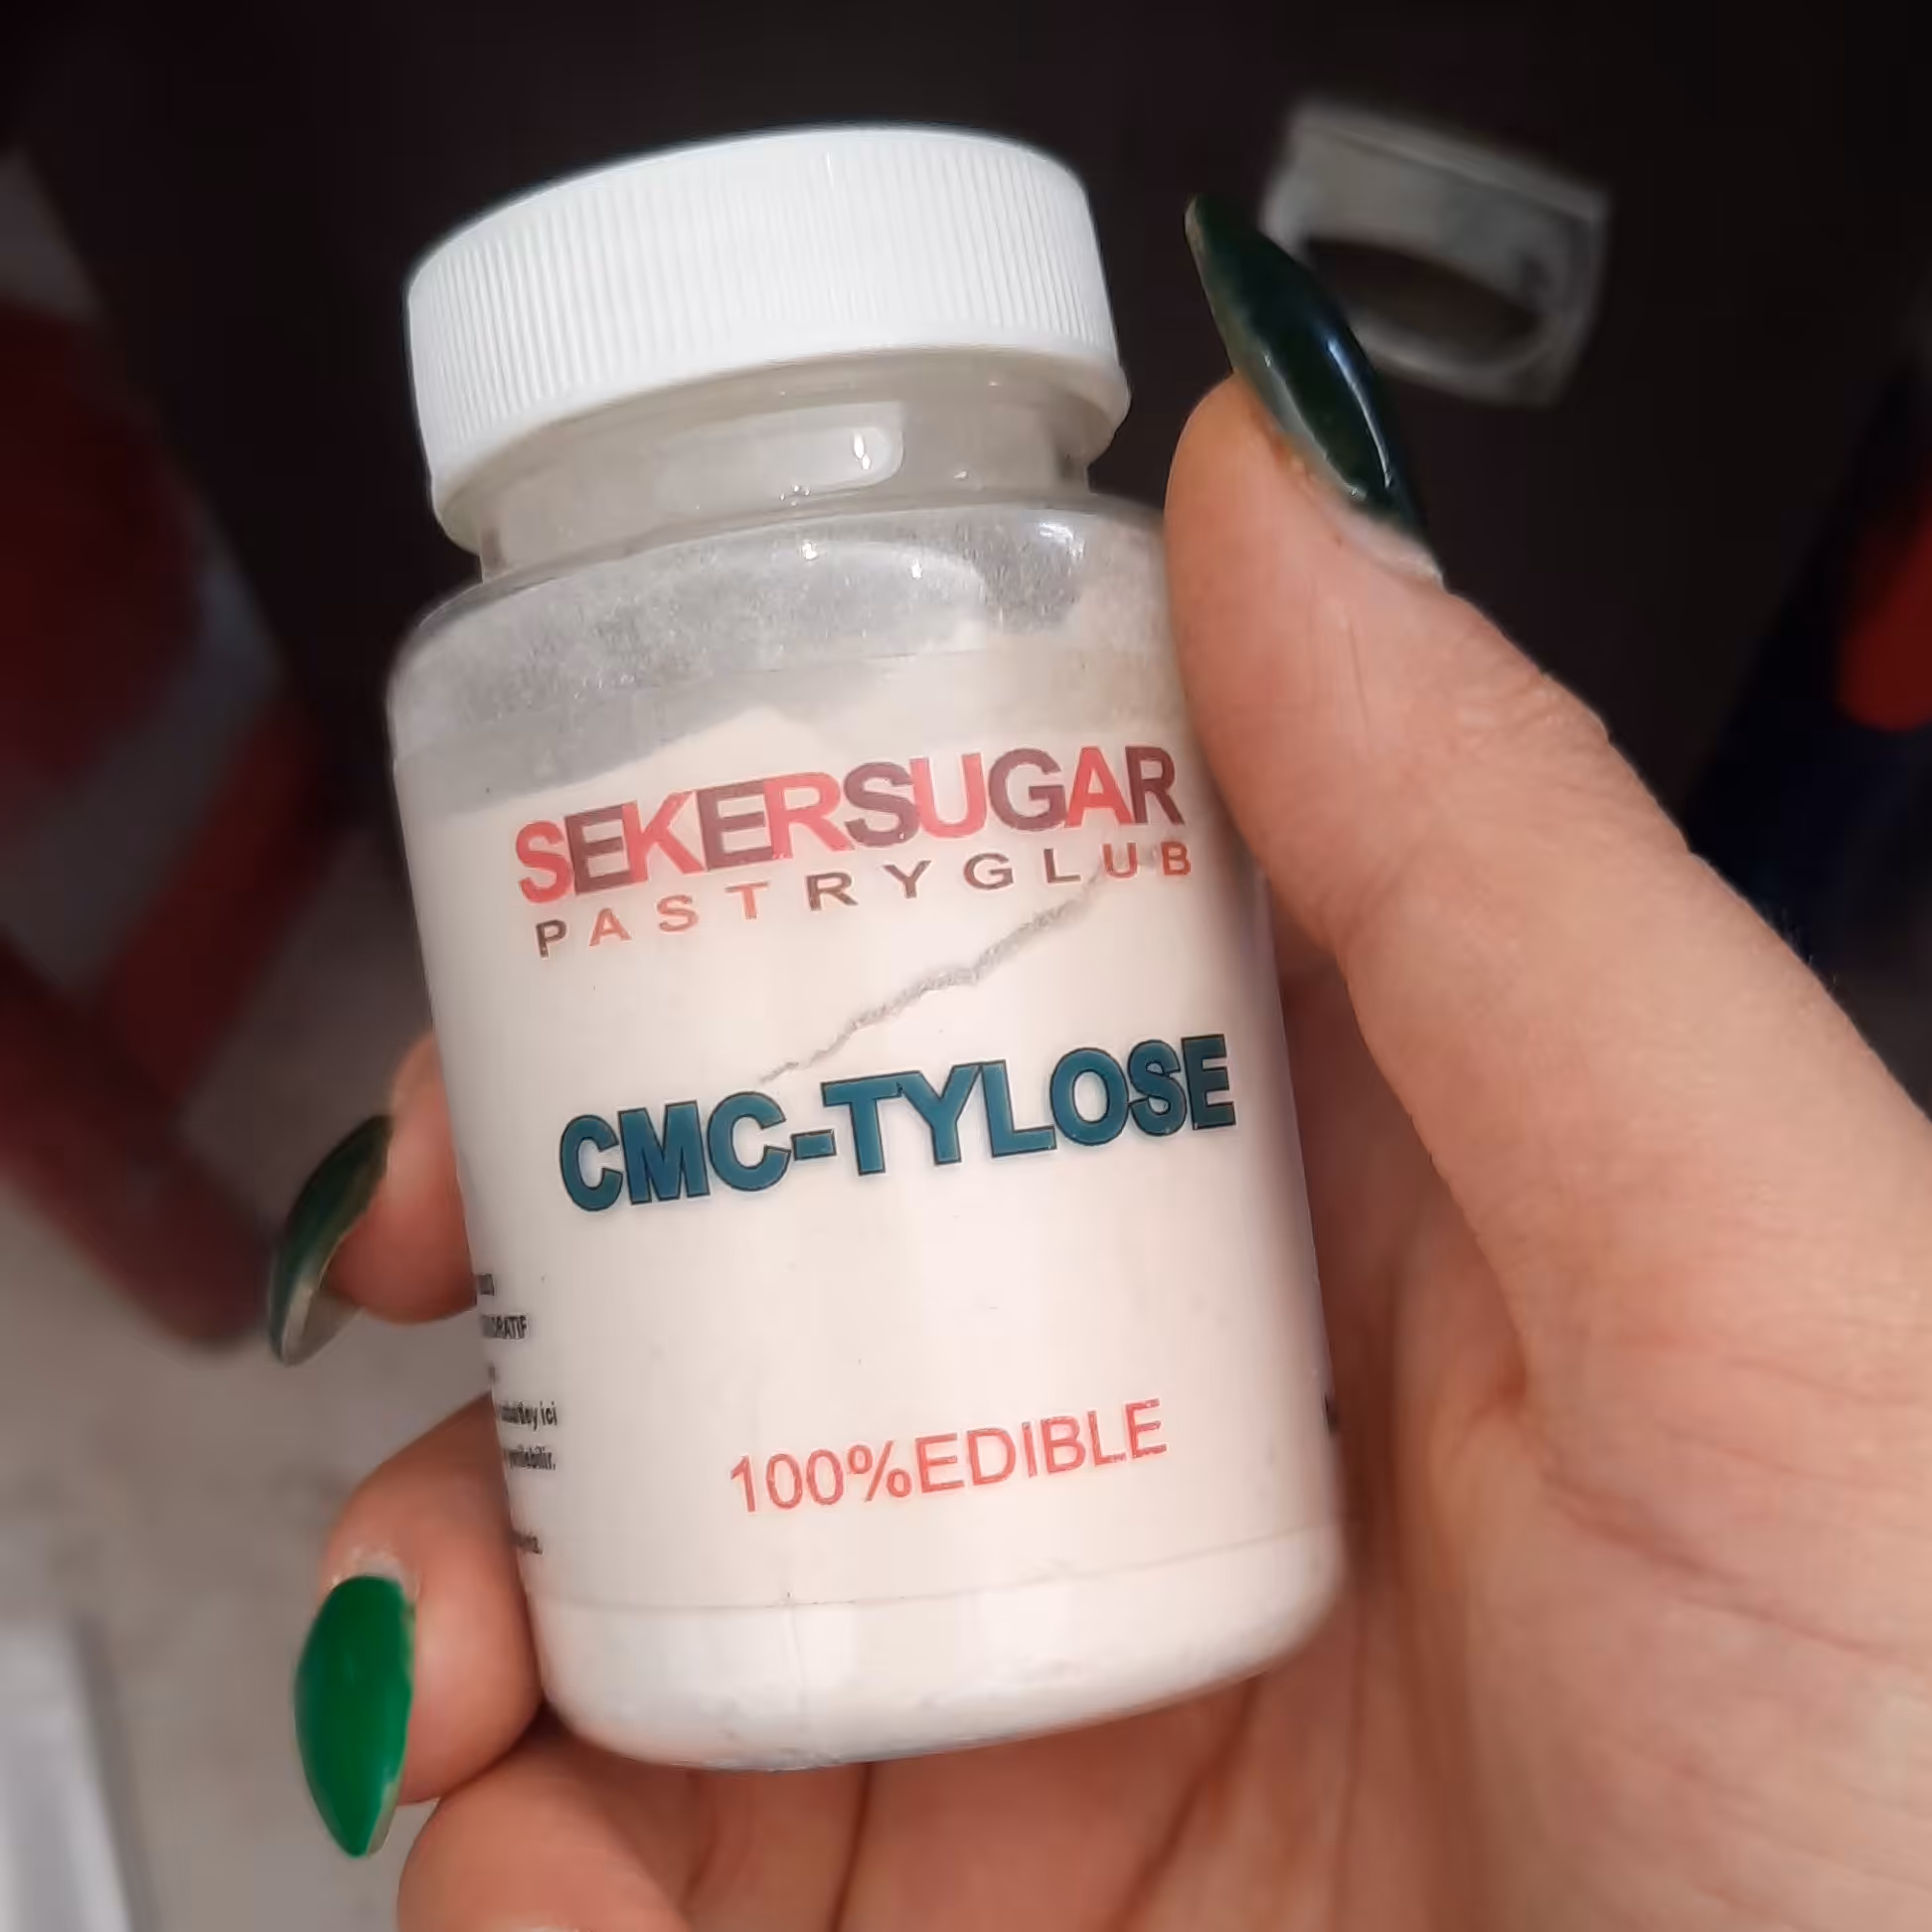 SEKERSUGAR
PASTRYGLUB
CMC-TYLOSE
100%EDIBLE